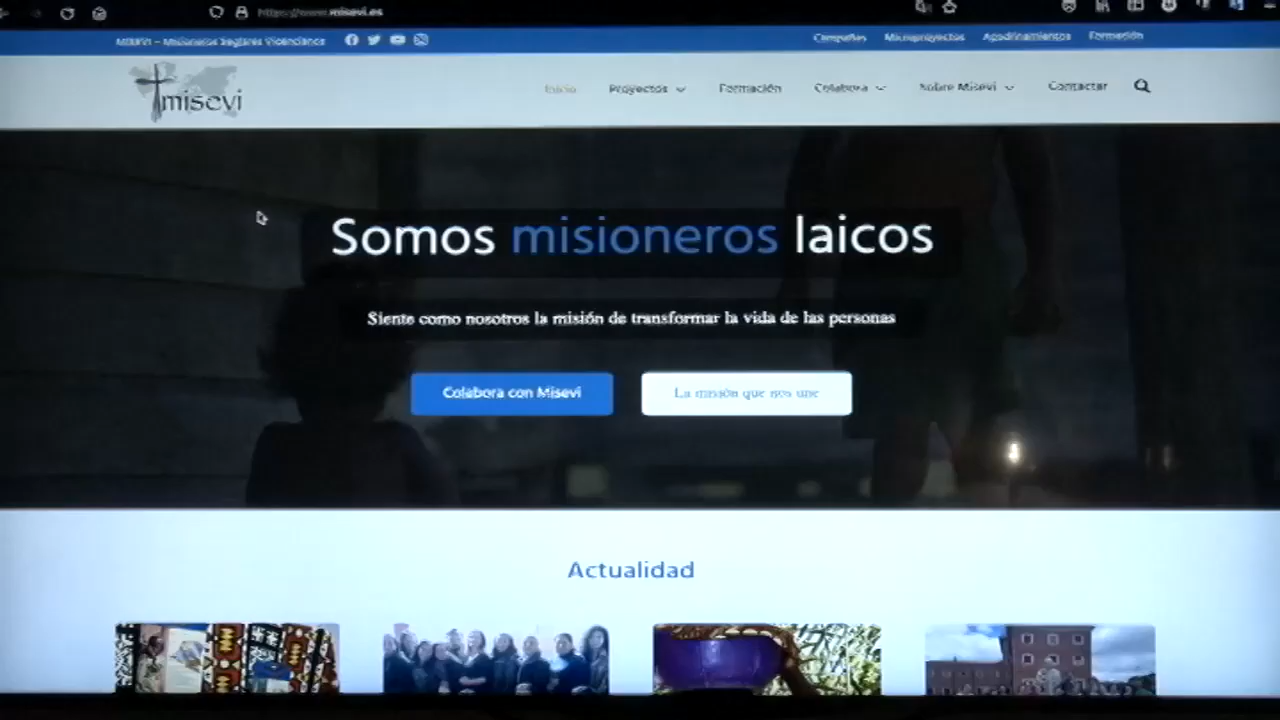 https://www.misevi.es
MISEVI – Misioneros Seglares Vicencianos
Campañas Microproyectos Apadrinamientos Formación
misevi
Inicio Proyectos Formación Colabora Sobre Misevi Contactar
Somos misioneros laicos
Siente como nosotros la misión de transformar la vida de las personas
Colabora con Misevi La misión que nos une
Actualidad